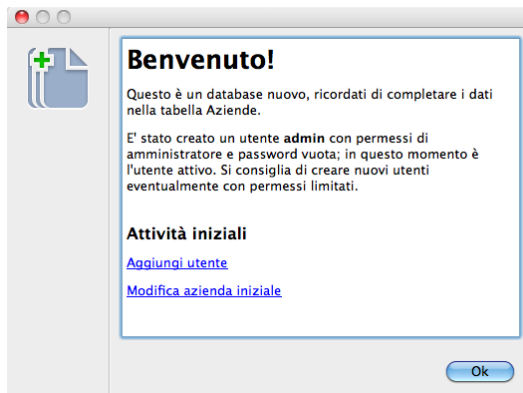 Benvenuto!
Questo è un database nuovo, ricordati di completare i dati
nella tabella Aziende.
E' stato creato un utente admin con permessi di
amministratore e password vuota; in questo momento è
l'utente attivo. Si consiglia di creare nuovi utenti
eventualmente con permessi limitati.
Attività iniziali
Aggiungi utente
Modifica azienda iniziale
Ok